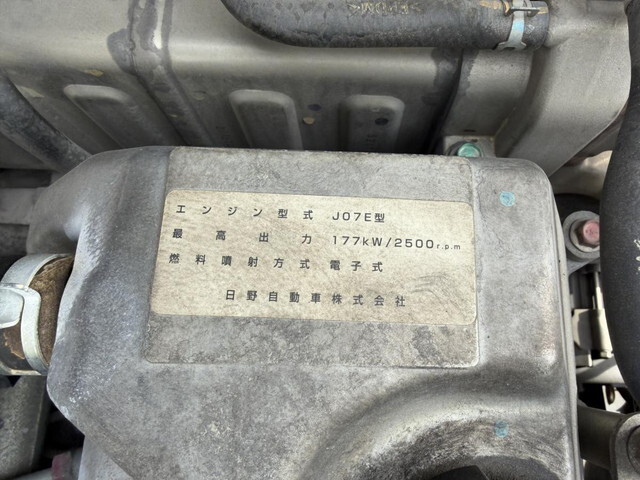 エンジン型式 J07E型
最高出力 177kW/2500r.p.m
燃料噴射方式 電子式
日野自動車株式会社